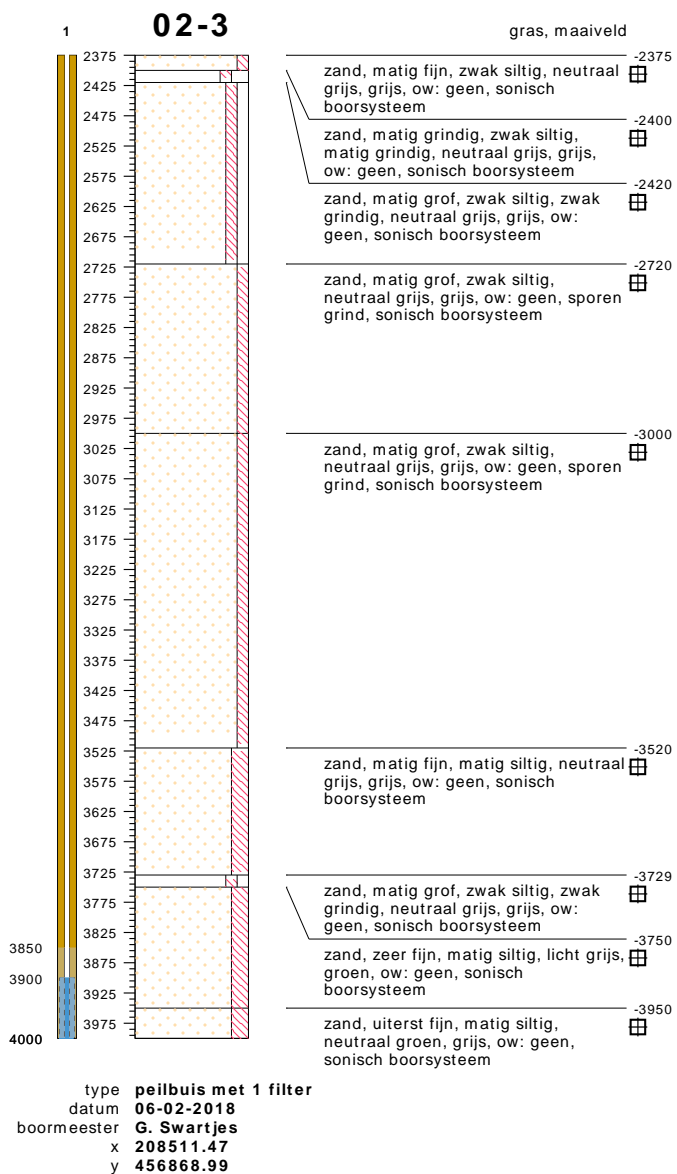 1
02-3
gras, maaiveld
2375
2425
2475
2525
2575
2625
2675
2725
2775
2825
2875
2925
2975
3025
3075
3125
3175
3225
3275
3325
3375
3425
3475
3525
3575
3625
3675
3725
3775
3825
3875
3925
3975
3850
3900
4000
-2375
zand, matig fijn, zwak siltig, neutraal
grijs, grijs, ow: geen, sonisch
boorsysteem
-2400
zand, matig grindig, zwak siltig,
matig grindig, neutraal grijs, grijs,
ow: geen, sonisch boorsysteem
-2420
zand, matig grof, zwak siltig, zwak
grindig, neutraal grijs, grijs, ow:
geen, sonisch boorsysteem
-2720
zand, matig grof, zwak siltig,
neutraal grijs, grijs, ow: geen, sporen
grind, sonisch boorsysteem
-3000
zand, matig grof, zwak siltig,
neutraal grijs, grijs, ow: geen, sporen
grind, sonisch boorsysteem
-3520
zand, matig fijn, matig siltig, neutraal
grijs, grijs, ow: geen, sonisch
boorsysteem
-3729
zand, matig grof, zwak siltig, zwak
grindig, neutraal grijs, grijs, ow:
geen, sonisch boorsysteem
-3750
zand, zeer fijn, matig siltig, licht grijs,
groen, ow: geen, sonisch
boorsysteem
-3950
zand, uiterst fijn, matig siltig,
neutraal groen, grijs, ow: geen,
sonisch boorsysteem
type peilbuis met 1 filter
datum 06-02-2018
boormeester G. Swartjes
x 208511.47
y 456868.99